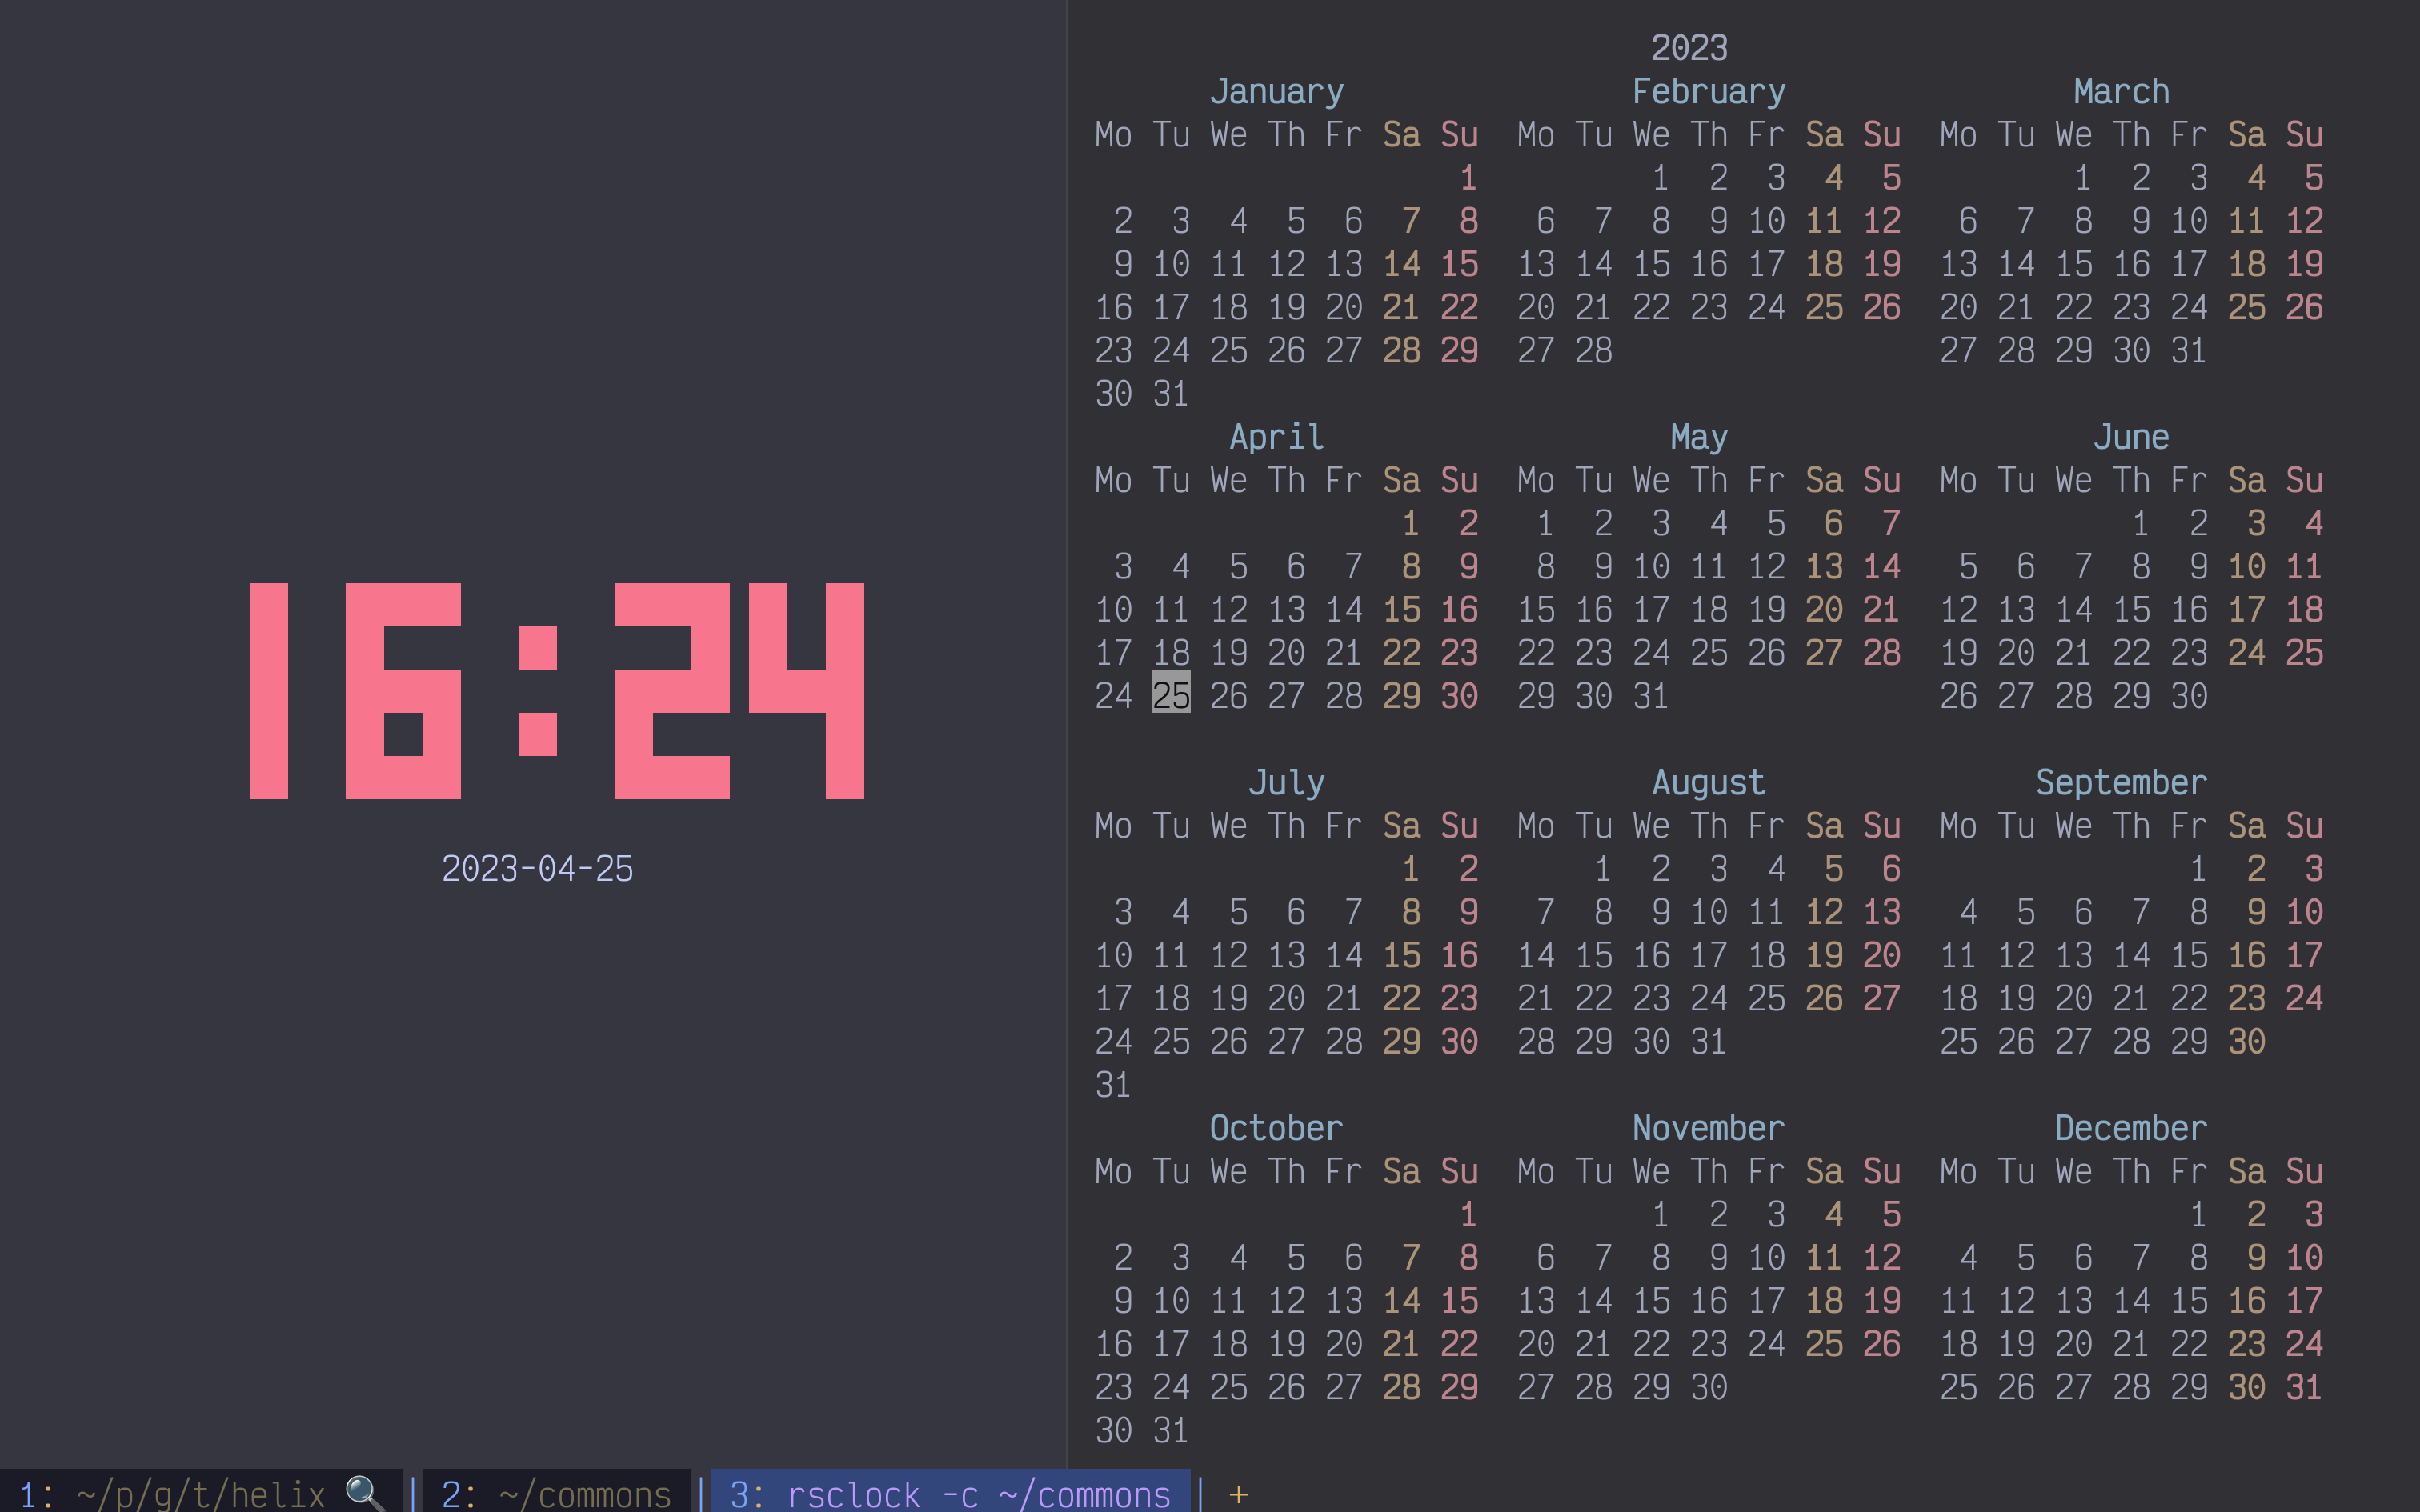 16:24
2023-04-25
2023
January February March
Mo Tu We Th Fr Sa Su Mo Tu We Th Fr Sa Su Mo Tu We Th Fr Sa Su
1 1 2 3 4 5 1 2 3 4 5
2 3 4 5 6 7 8 6 7 8 9 10 11 12 6 7 8 9 10 11 12
9 10 11 12 13 14 15 13 14 15 16 17 18 19 13 14 15 16 17 18 19
16 17 18 19 20 21 22 20 21 22 23 24 25 26 20 21 22 23 24 25 26
23 24 25 26 27 28 29 27 28 27 28 29 30 31
30 31
April May June
Mo Tu We Th Fr Sa Su Mo Tu We Th Fr Sa Su Mo Tu We Th Fr Sa Su
1 2 1 2 3 4 5 6 7 1 2 3 4
3 4 5 6 7 8 9 8 9 10 11 12 13 14 5 6 7 8 9 10 11
10 11 12 13 14 15 16 15 16 17 18 19 20 21 12 13 14 15 16 17 18
17 18 19 20 21 22 23 22 23 24 25 26 27 28 19 20 21 22 23 24 25
24 25 26 27 28 29 30 29 30 31 26 27 28 29 30
July August September
Mo Tu We Th Fr Sa Su Mo Tu We Th Fr Sa Su Mo Tu We Th Fr Sa Su
1 2 1 2 3 4 5 6 1 2 3
3 4 5 6 7 8 9 7 8 9 10 11 12 13 4 5 6 7 8 9 10
10 11 12 13 14 15 16 14 15 16 17 18 19 20 11 12 13 14 15 16 17
17 18 19 20 21 22 23 21 22 23 24 25 26 27 18 19 20 21 22 23 24
24 25 26 27 28 29 30 28 29 30 31 25 26 27 28 29 30
31
October November December
Mo Tu We Th Fr Sa Su Mo Tu We Th Fr Sa Su Mo Tu We Th Fr Sa Su
1 1 2 3 4 5 1 2 3
2 3 4 5 6 7 8 6 7 8 9 10 11 12 4 5 6 7 8 9 10
9 10 11 12 13 14 15 13 14 15 16 17 18 19 11 12 13 14 15 16 17
16 17 18 19 20 21 22 20 21 22 23 24 25 26 18 19 20 21 22 23 24
23 24 25 26 27 28 29 27 28 29 30 25 26 27 28 29 30 31
30 31
1: ~/p/g/t/helix 🔍 | 2: ~/commons | 3: rsclock -c ~/commons | +